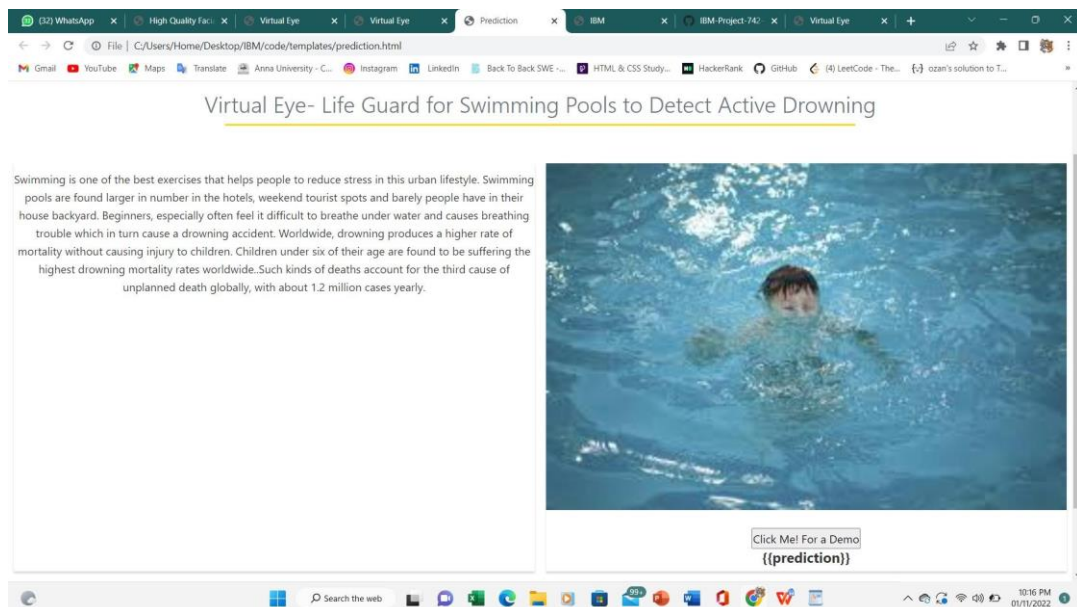 (32) WhatsApp
High Quality Facu
Virtual Eye
Virtual Eye
Prediction
IBM
IBM-Project-742
Virtual Eye
File | C:/Users/Home/Desktop/IBM/code/templates/prediction.html
Gmail YouTube Maps Translate Anna University - C... Instagram LinkedIn Back To Back SWE -... HTML & CSS Study... HackerRank GitHub (4) LeetCode - The... {√} ozan's solution to T... »
Virtual Eye- Life Guard for Swimming Pools to Detect Active Drowning
Swimming is one of the best exercises that helps people to reduce stress in this urban lifestyle. Swimming
pools are found larger in number in the hotels, weekend tourist spots and barely people have in their
house backyard. Beginners, especially often feel it difficult to breathe under water and causes breathing
trouble which in turn cause a drowning accident. Worldwide, drowning produces a higher rate of
mortality without causing injury to children. Children under six of their age are found to be suffering the
highest drowning mortality rates worldwide..Such kinds of deaths account for the third cause of
unplanned death globally, with about 1.2 million cases yearly.
Click Me! For a Demo
{{prediction}}
Search the web
99+
10:16 PM
01/11/2022